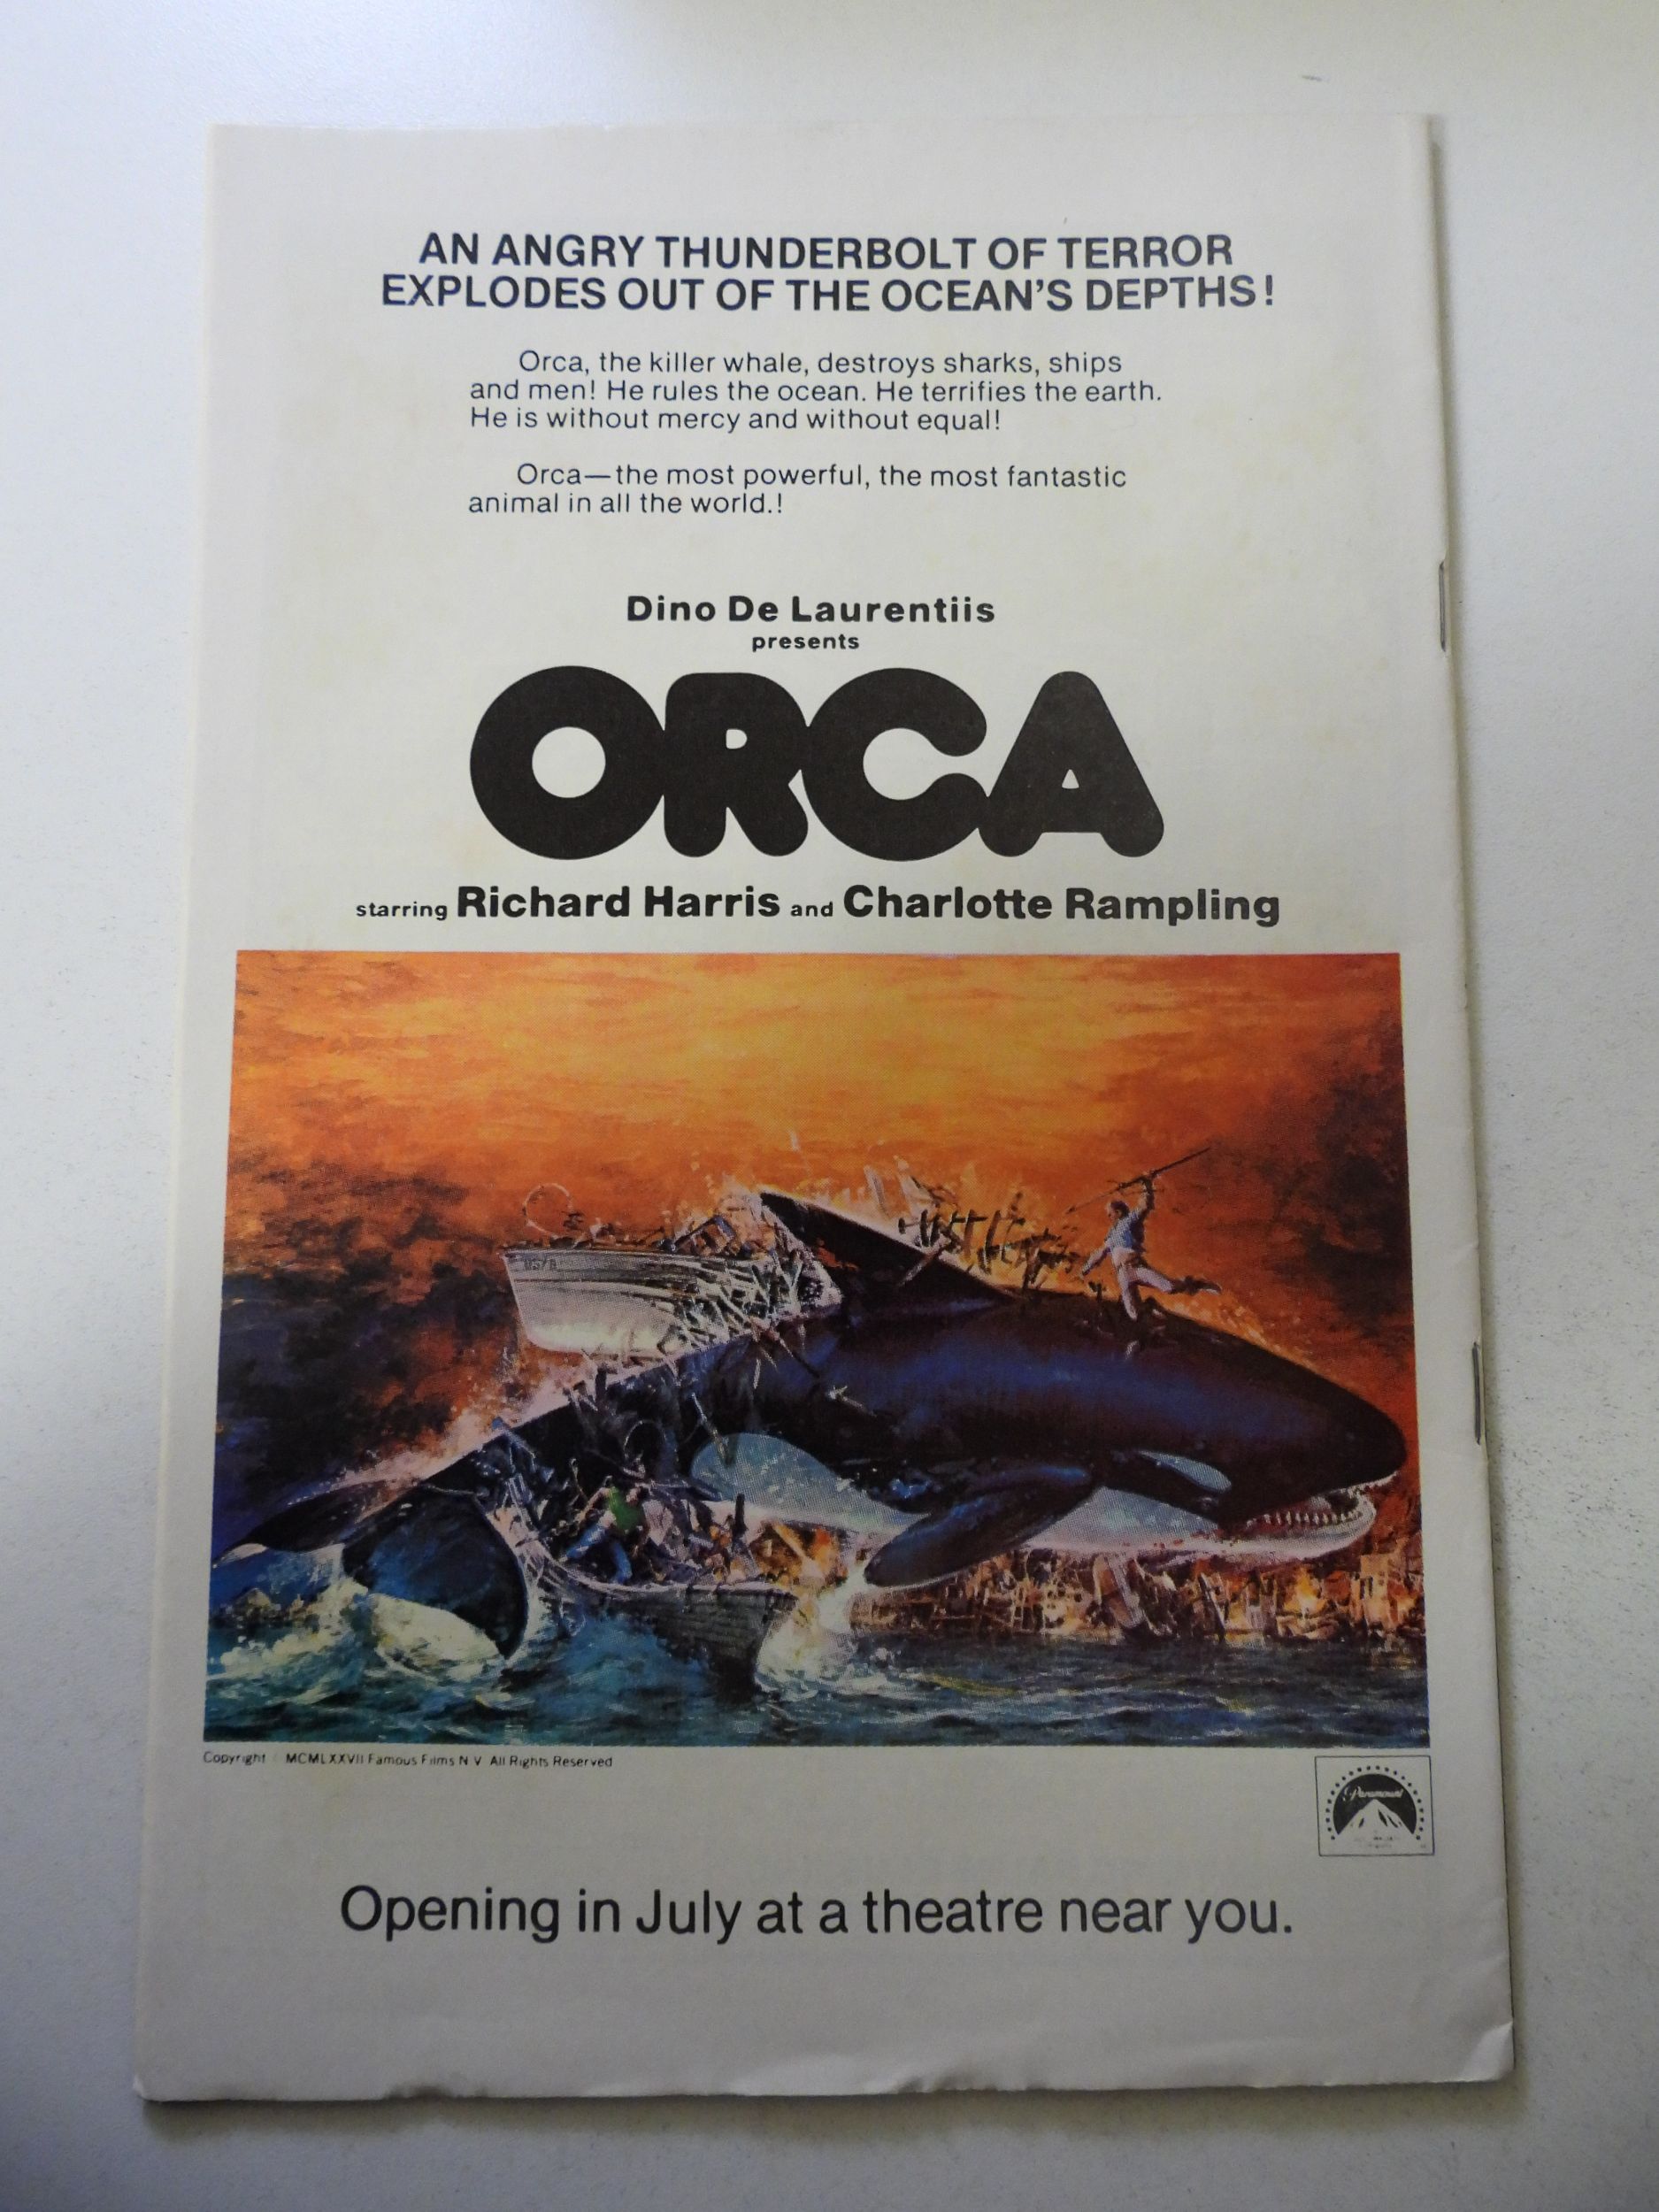 AN ANGRY THUNDERBOLT OF TERROR
EXPLODES OUT OF THE OCEAN'S DEPTHS!
Orca, the killer whale, destroys sharks, ships
and men! He rules the ocean. He terrifies the earth.
He is without mercy and without equal!
Orca—the most powerful, the most fantastic
animal in all the world.!
Dino De Laurentiis
presents
ORCA
starring Richard Harris and Charlotte Rampling
Copyright MCMLXXVII Famous Films N V All Rights Reserved
Paramount
Opening in July at a theatre near you.